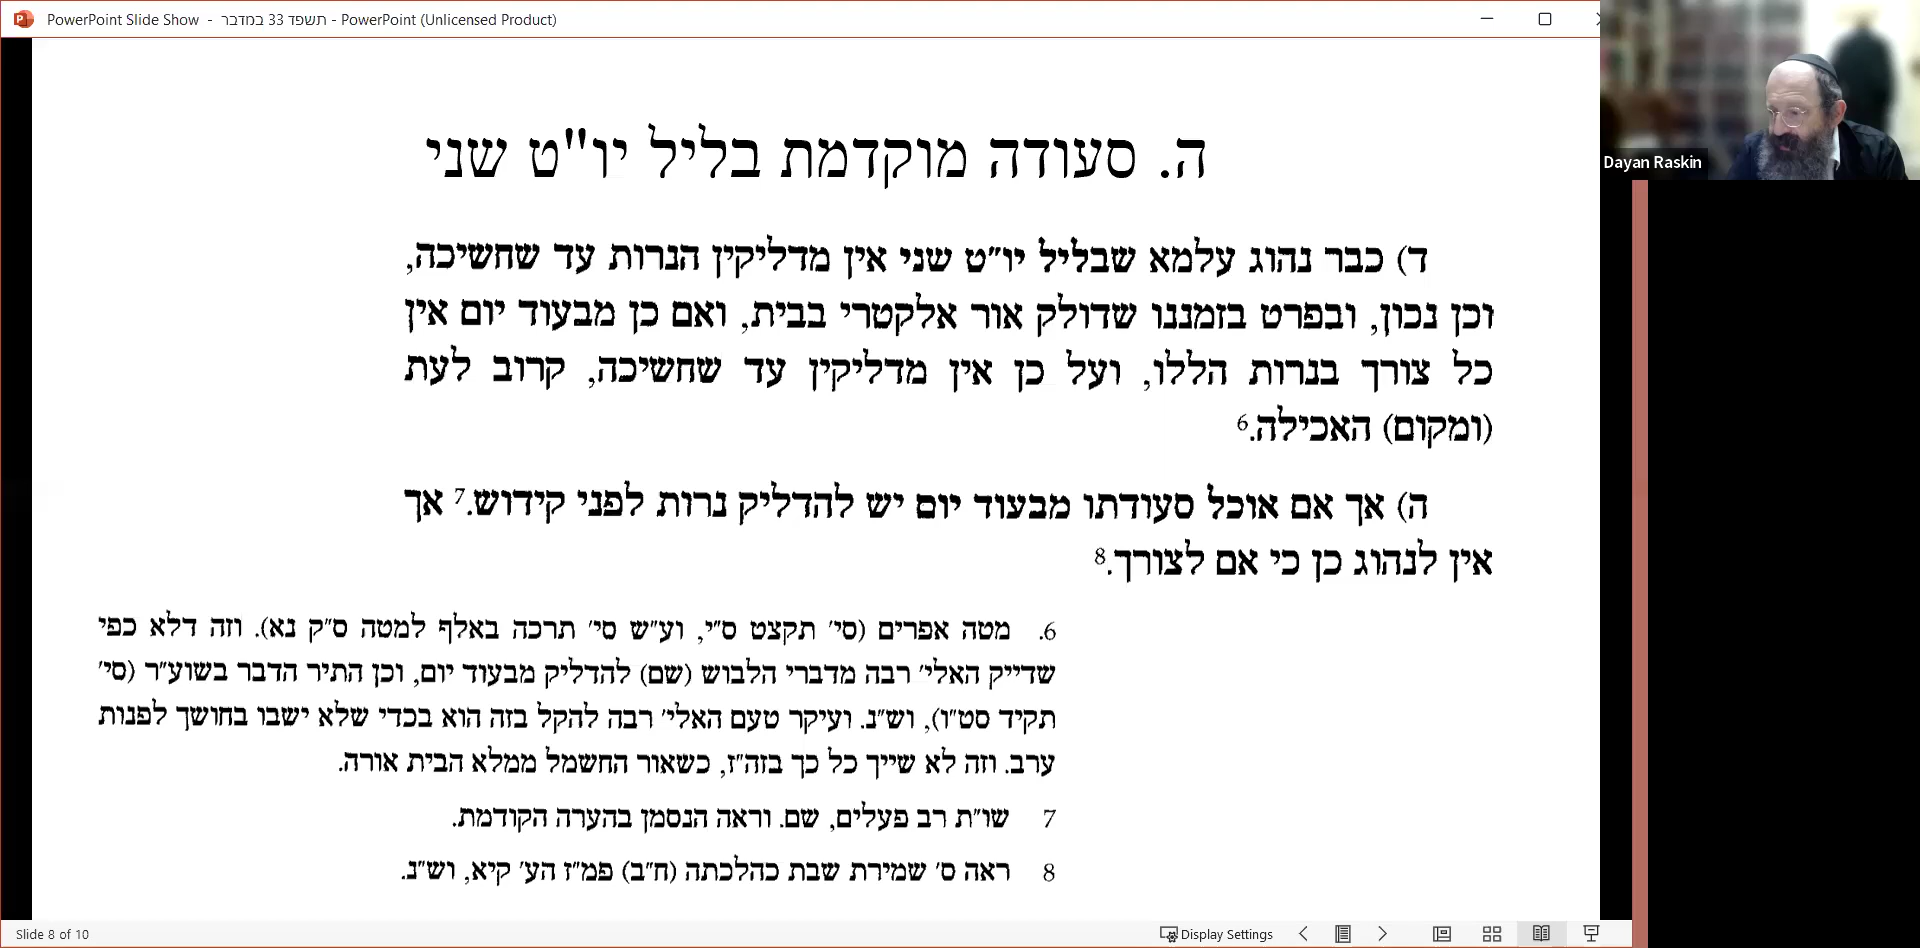 PowerPoint Slide Show - תשפד 33 במדבר - PowerPoint (Unlicensed Product)
Dayan Raskin
ה. סעודה מוקדמת בליל יו"ט שני
ד) כבר נהוג עלמא שבליל יו"ט שני אין מדליקין הנרות עד שחשיכה,
וכן נכון, ובפרט בזמננו שדולק אור אלקטרי בבית, ואם כן מבעוד יום אין
כל צורך בנרות הללו, ועל כן אין מדליקין עד שחשיכה, קרוב לעת
(ומקום) האכילה.6
ה) אך אם אוכל סעודתו מבעוד יום יש להדליק נרות לפני קידוש.7 אך
אין לנהוג כן כי אם לצורך.8
6. מטה אפרים (סי' תקצט ס"י, וע"ש סי' תרכה באלף למטה ס"ק נא). וזה דלא כפי
שדייק האלי' רבה מדברי הלבוש (שם) להדליק מבעוד יום, וכן התיר הדבר בשוע"ר (סי'
תקיד סט"ו), וש"נ. ועיקר טעם האלי' רבה להקל בזה הוא בכדי שלא ישבו בחושך לפנות
ערב. וזה לא שייך כל כך בזה"ז, כשאור החשמל ממלא הבית אורה.
7 שו"ת רב פעלים, שם. וראה הנסמן בהערה הקודמת.
8 ראה ס' שמירת שבת כהלכתה (ח"ב) פמ"ז הע' קיא, וש"נ.
Slide 8 of 10
Display Settings